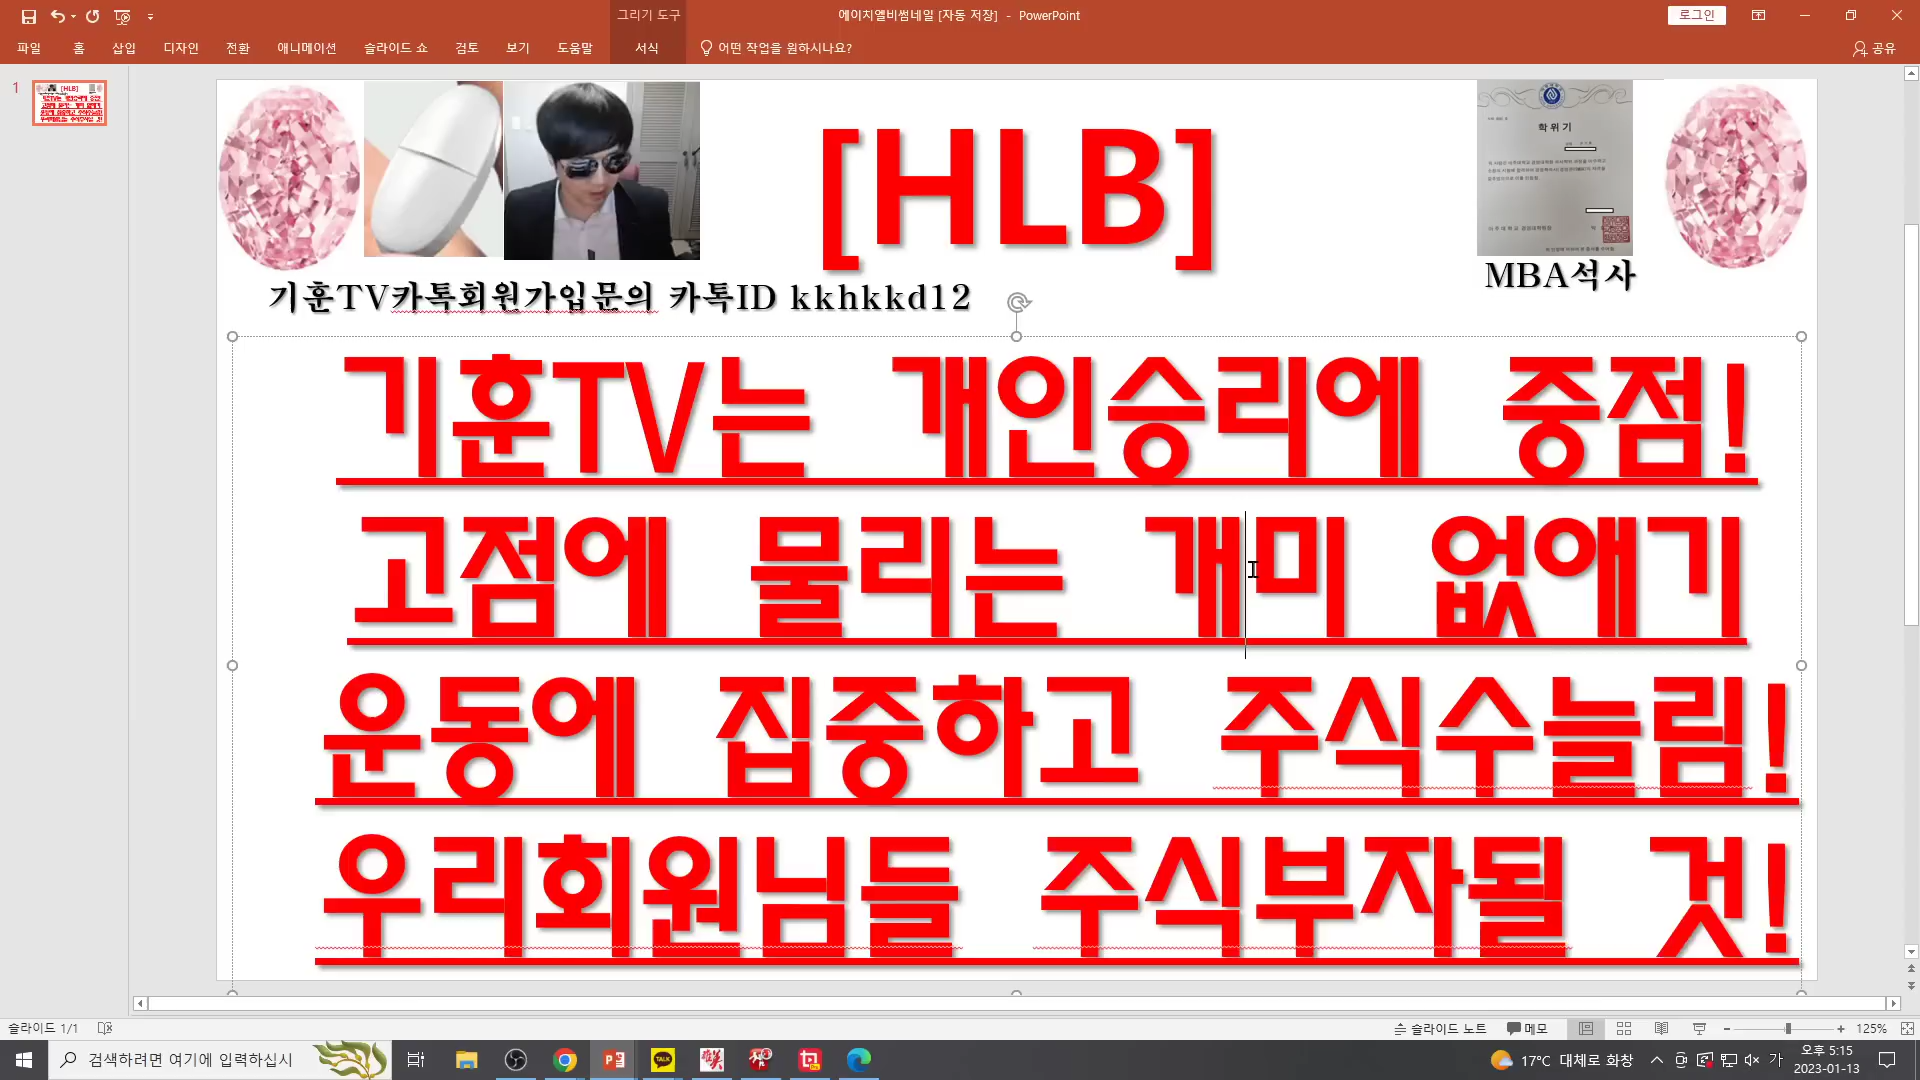 그리기 도구
에이치앨비썸네일 [자동 저장] - PowerPoint
로그인
파일 홈 삽입 디자인 전환 애니메이션 슬라이드 쇼 검토 보기 도움말 서식 어떤 작업을 원하시나요? 공유
1
[HLB]
학 위 기
기훈TV카톡회원가입문의 카톡ID kkhkkd12
MBA석사
기훈TV는 개인승리에 중점!
고점에 물리는 개미 없애기
운동에 집중하고 주식수늘림!
우리회원님들 주식부자될 것!
슬라이드 1/1
슬라이드 노트 메모 125%
검색하려면 여기에 입력하십시
TALK
17°C 대체로 화창
가
오후 5:15
2023-01-13